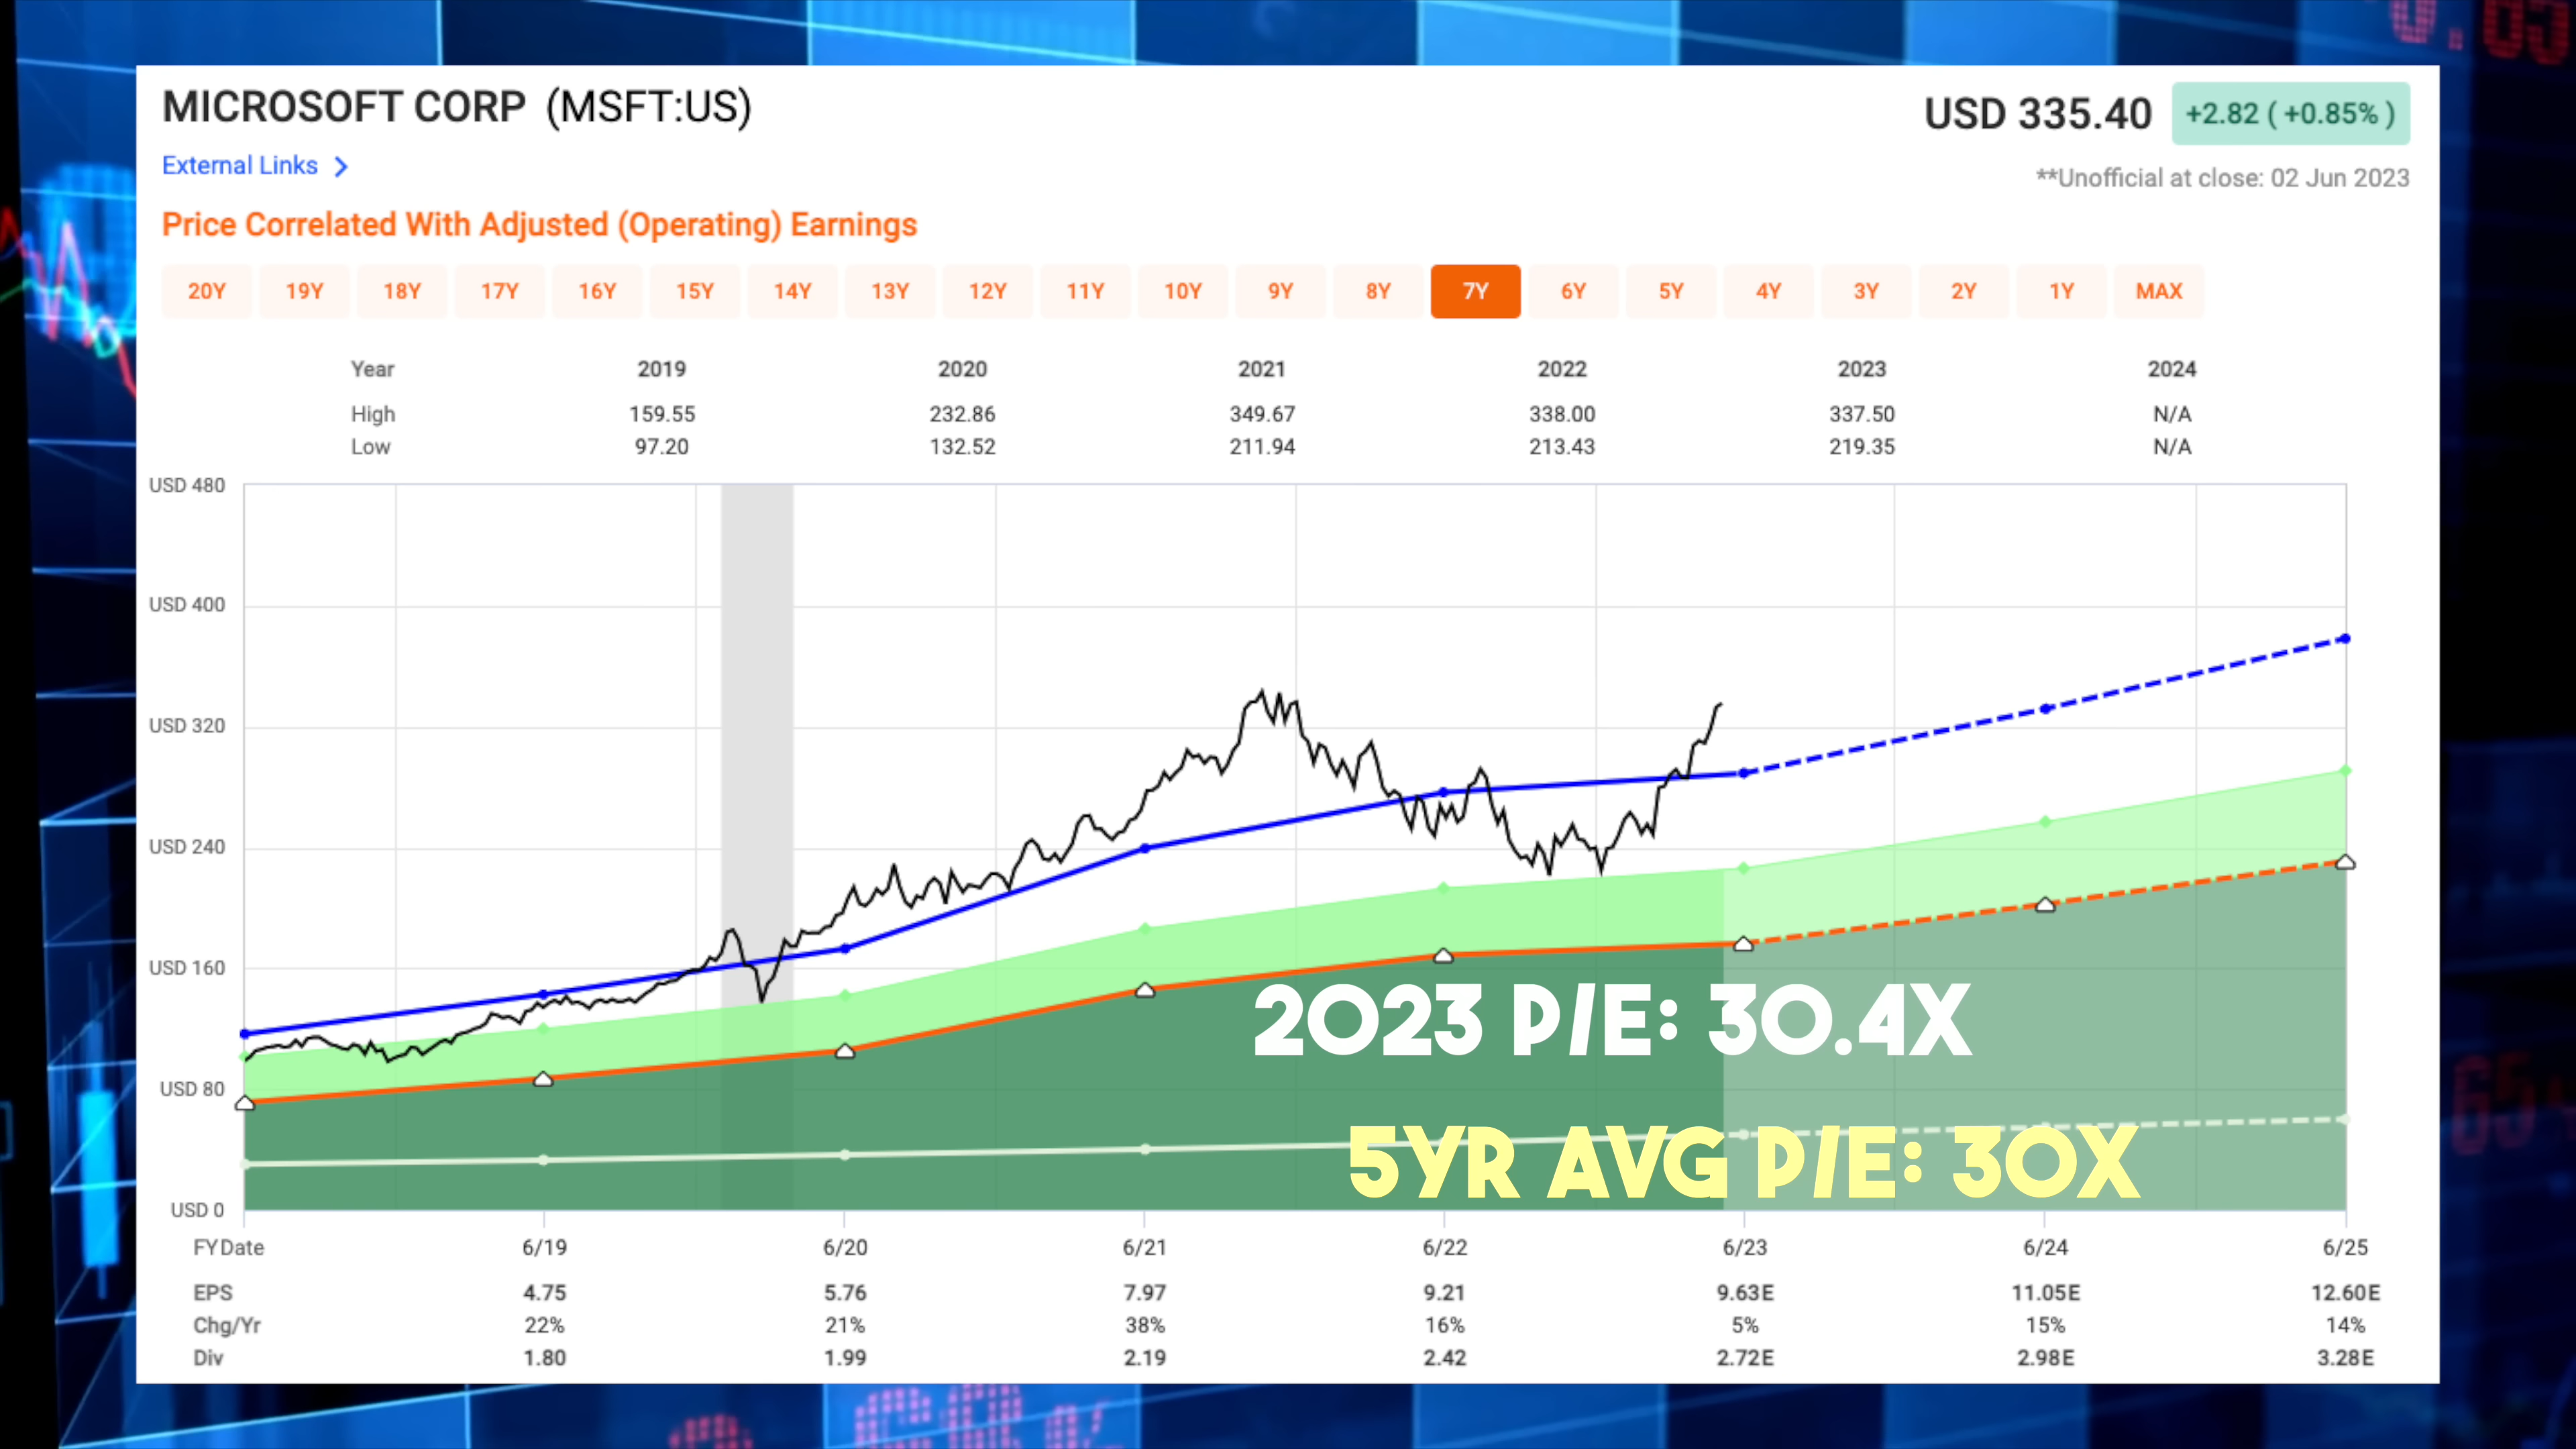 MICROSOFT CORP (MSFT:US)
USD 335.40 +2.82 ( +0.85% )
External Links >
**Unofficial at close: 02 Jun 2023
Price Correlated With Adjusted (Operating) Earnings
20Y 19Y 18Y 17Y 16Y 15Y 14Y 13Y 12Y 11Y 10Y 9Y 8Y 7Y 6Y 5Y 4Y 3Y 2Y 1Y MAX
Year 2019 2020 2021 2022 2023 2024
High 159.55 232.86 349.67 338.00 337.50 N/A
Low 97.20 132.52 211.94 213.43 219.35 N/A
USD 480
USD 400
USD 320
USD 240
USD 160
USD 80
USD 0
2023 P/E: 30.4X
5YR AVG P/E: 30X
FYDate 6/19 6/20 6/21 6/22 6/23 6/24 6/25
EPS 4.75 5.76 7.97 9.21 9.63E 11.05E 12.60E
Chg/Yr 22% 21% 38% 16% 5% 15% 14%
Div 1.80 1.99 2.19 2.42 2.72E 2.98E 3.28E